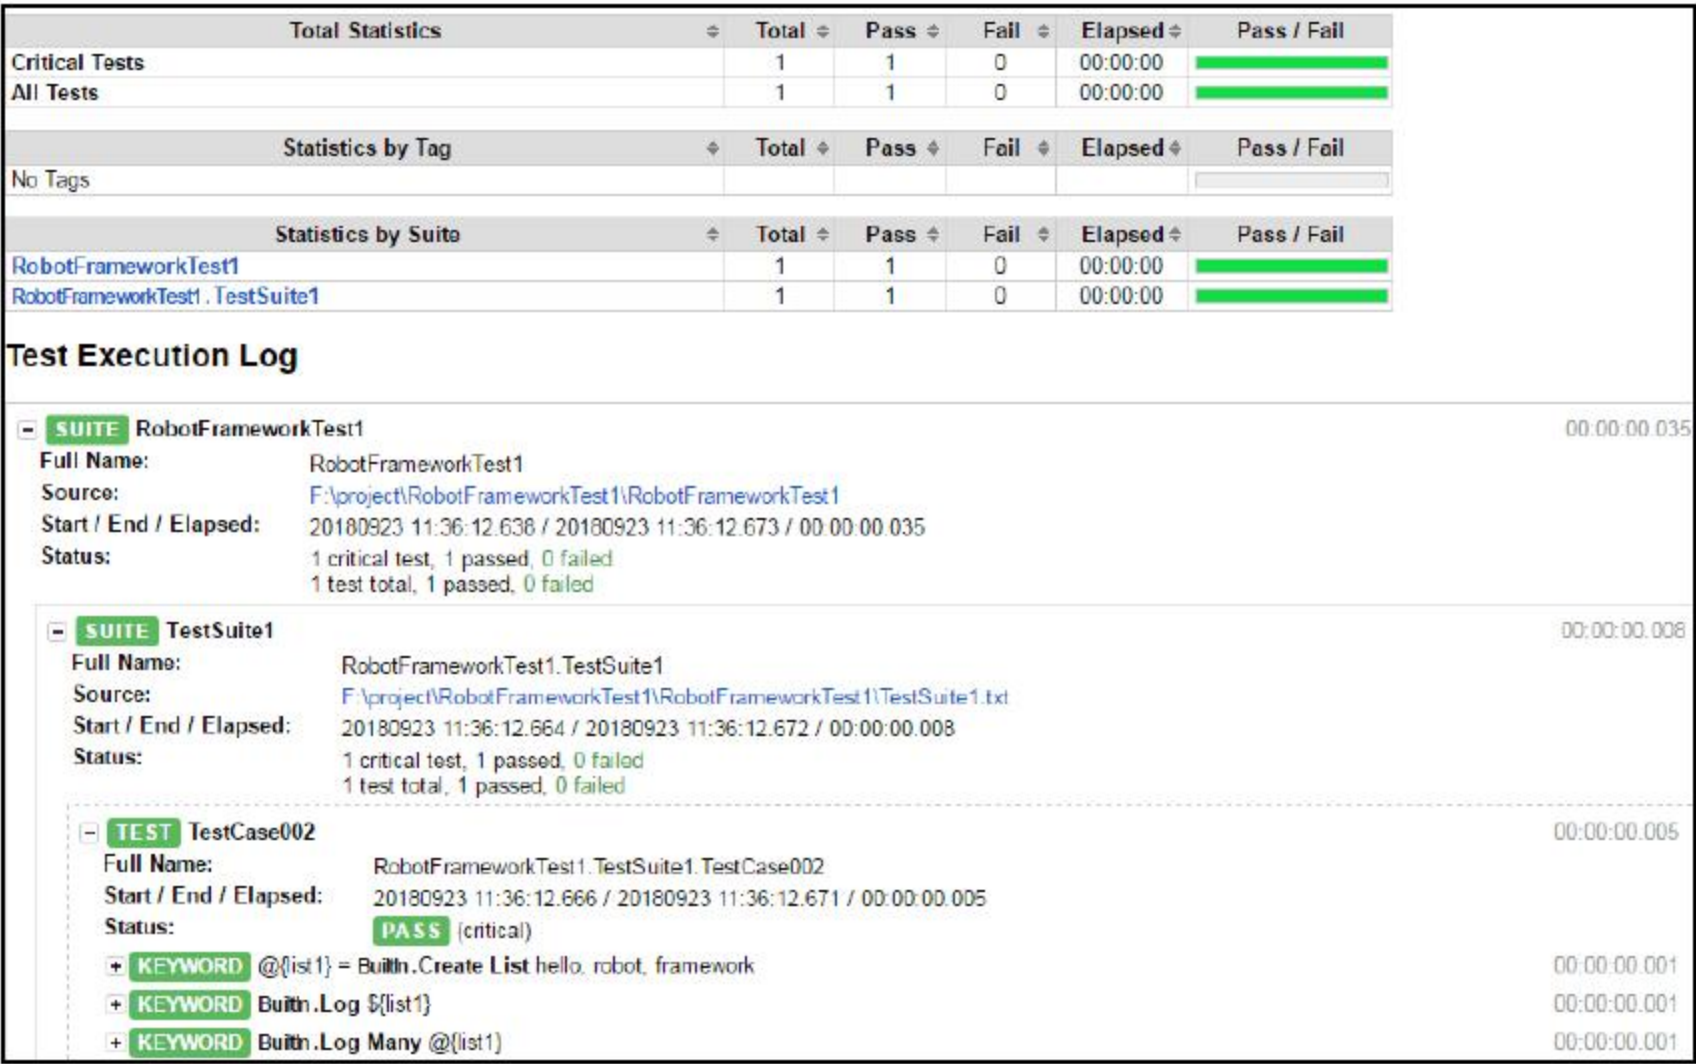 Total Statistics Total Pass Fail Elapsed Pass / Fail
Critical Tests 1 1 0 00:00:00
All Tests 1 1 0 00:00:00
Statistics by Tag Total Pass Fail Elapsed Pass / Fail
No Tags
Statistics by Suite Total Pass Fail Elapsed Pass / Fail
RobotFrameworkTest1 1 1 0 00:00:00
RobotFrameworkTest1.TestSuite1 1 1 0 00:00:00
Test Execution Log
- SUITE RobotFrameworkTest1 00:00:00.035
Full Name: RobotFrameworkTest1
Source: F:\project\RobotFrameworkTest1\RobotFrameworkTest1
Start / End / Elapsed: 20180923 11:36:12.638 / 20180923 11:36:12.673 / 00:00:00.035
Status: 1 critical test, 1 passed, 0 failed
1 test total, 1 passed, 0 failed
- SUITE TestSuite1 00:00:00.008
Full Name: RobotFrameworkTest1.TestSuite1
Source: F:\project\RobotFrameworkTest1\RobotFrameworkTest1\TestSuite1.txt
Start / End / Elapsed: 20180923 11:36:12.664 / 20180923 11:36:12.672 / 00:00:00.008
Status: 1 critical test, 1 passed, 0 failed
1 test total, 1 passed, 0 failed
- TEST TestCase002 00:00:00.005
Full Name: RobotFrameworkTest1.TestSuite1.TestCase002
Start / End / Elapsed: 20180923 11:36:12.666 / 20180923 11:36:12.671 / 00:00:00.005
Status: PASS (critical)
+ KEYWORD @{list1} = BuiltIn.Create List hello, robot, framework 00:00:00.001
+ KEYWORD BuiltIn.Log ${list1} 00:00:00.001
+ KEYWORD BuiltIn.Log Many @{list1} 00:00:00.001